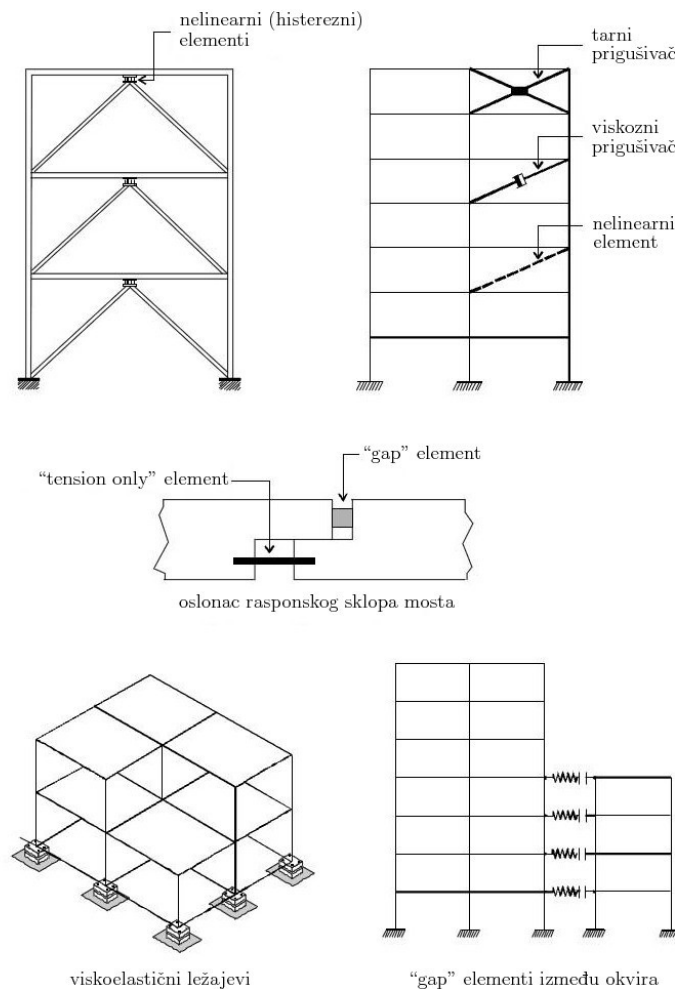 nelinearni (histerezni)
elementi
tarni
prigušivač
viskozni
prigušivač
nelinearni
element
“gap” element
“tension only” element
oslonac rasponskog sklopa mosta
viskoelastični ležajevi
“gap” elementi između okvira